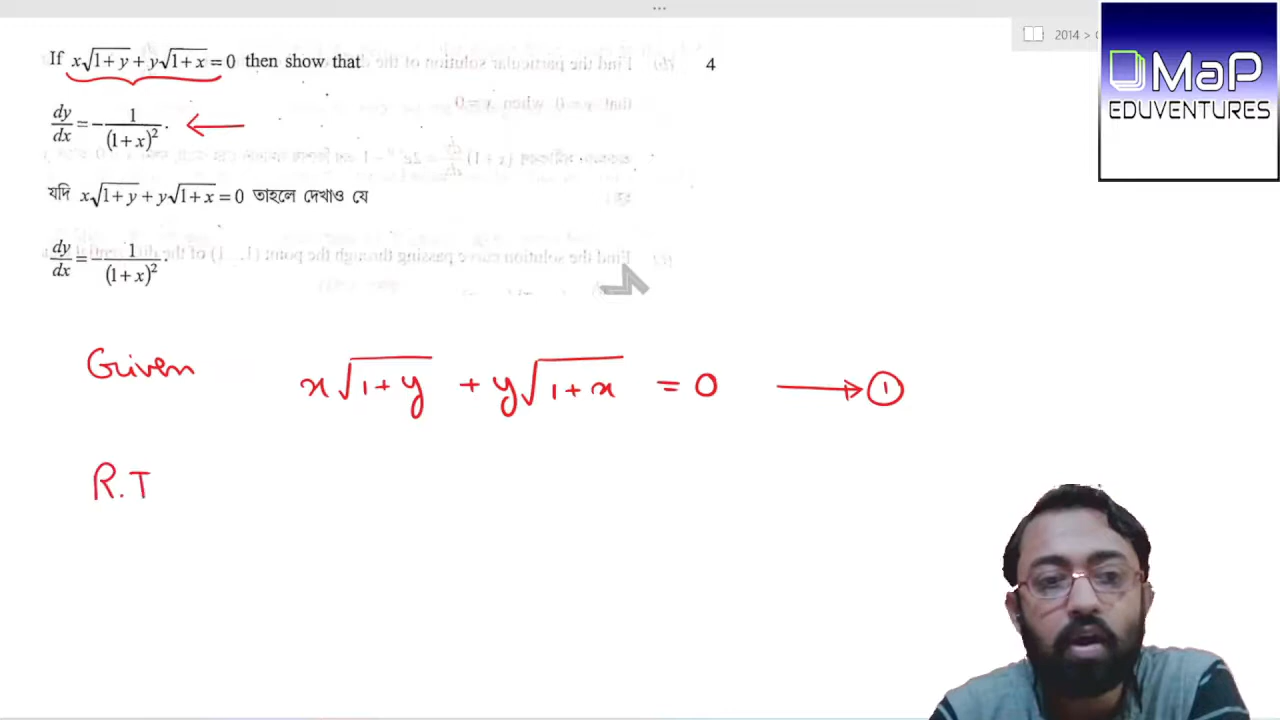 2014 >
MaP
EDUVENTURES
If x√1+y + y√1+x = 0 then show that 4
dy/dx = -1/(1+x)².
যদি x√1+y + y√1+x = 0 তাহলে দেখাও যে
dy/dx = -1/(1+x)².
Given x√1+y + y√1+x = 0 → ①
R.T